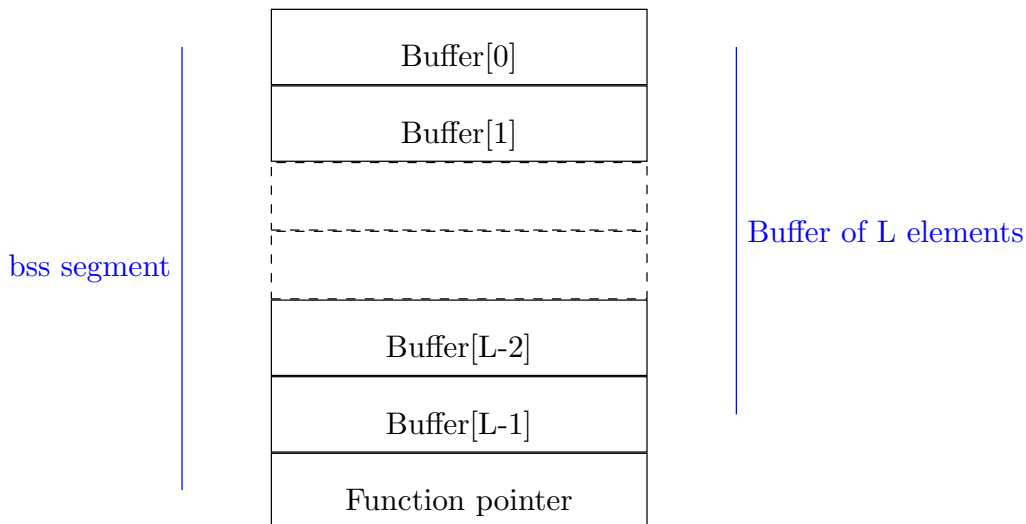 Buffer[0]
Buffer[1]
Buffer of L elements
bss segment
Buffer[L-2]
Buffer[L-1]
Function pointer